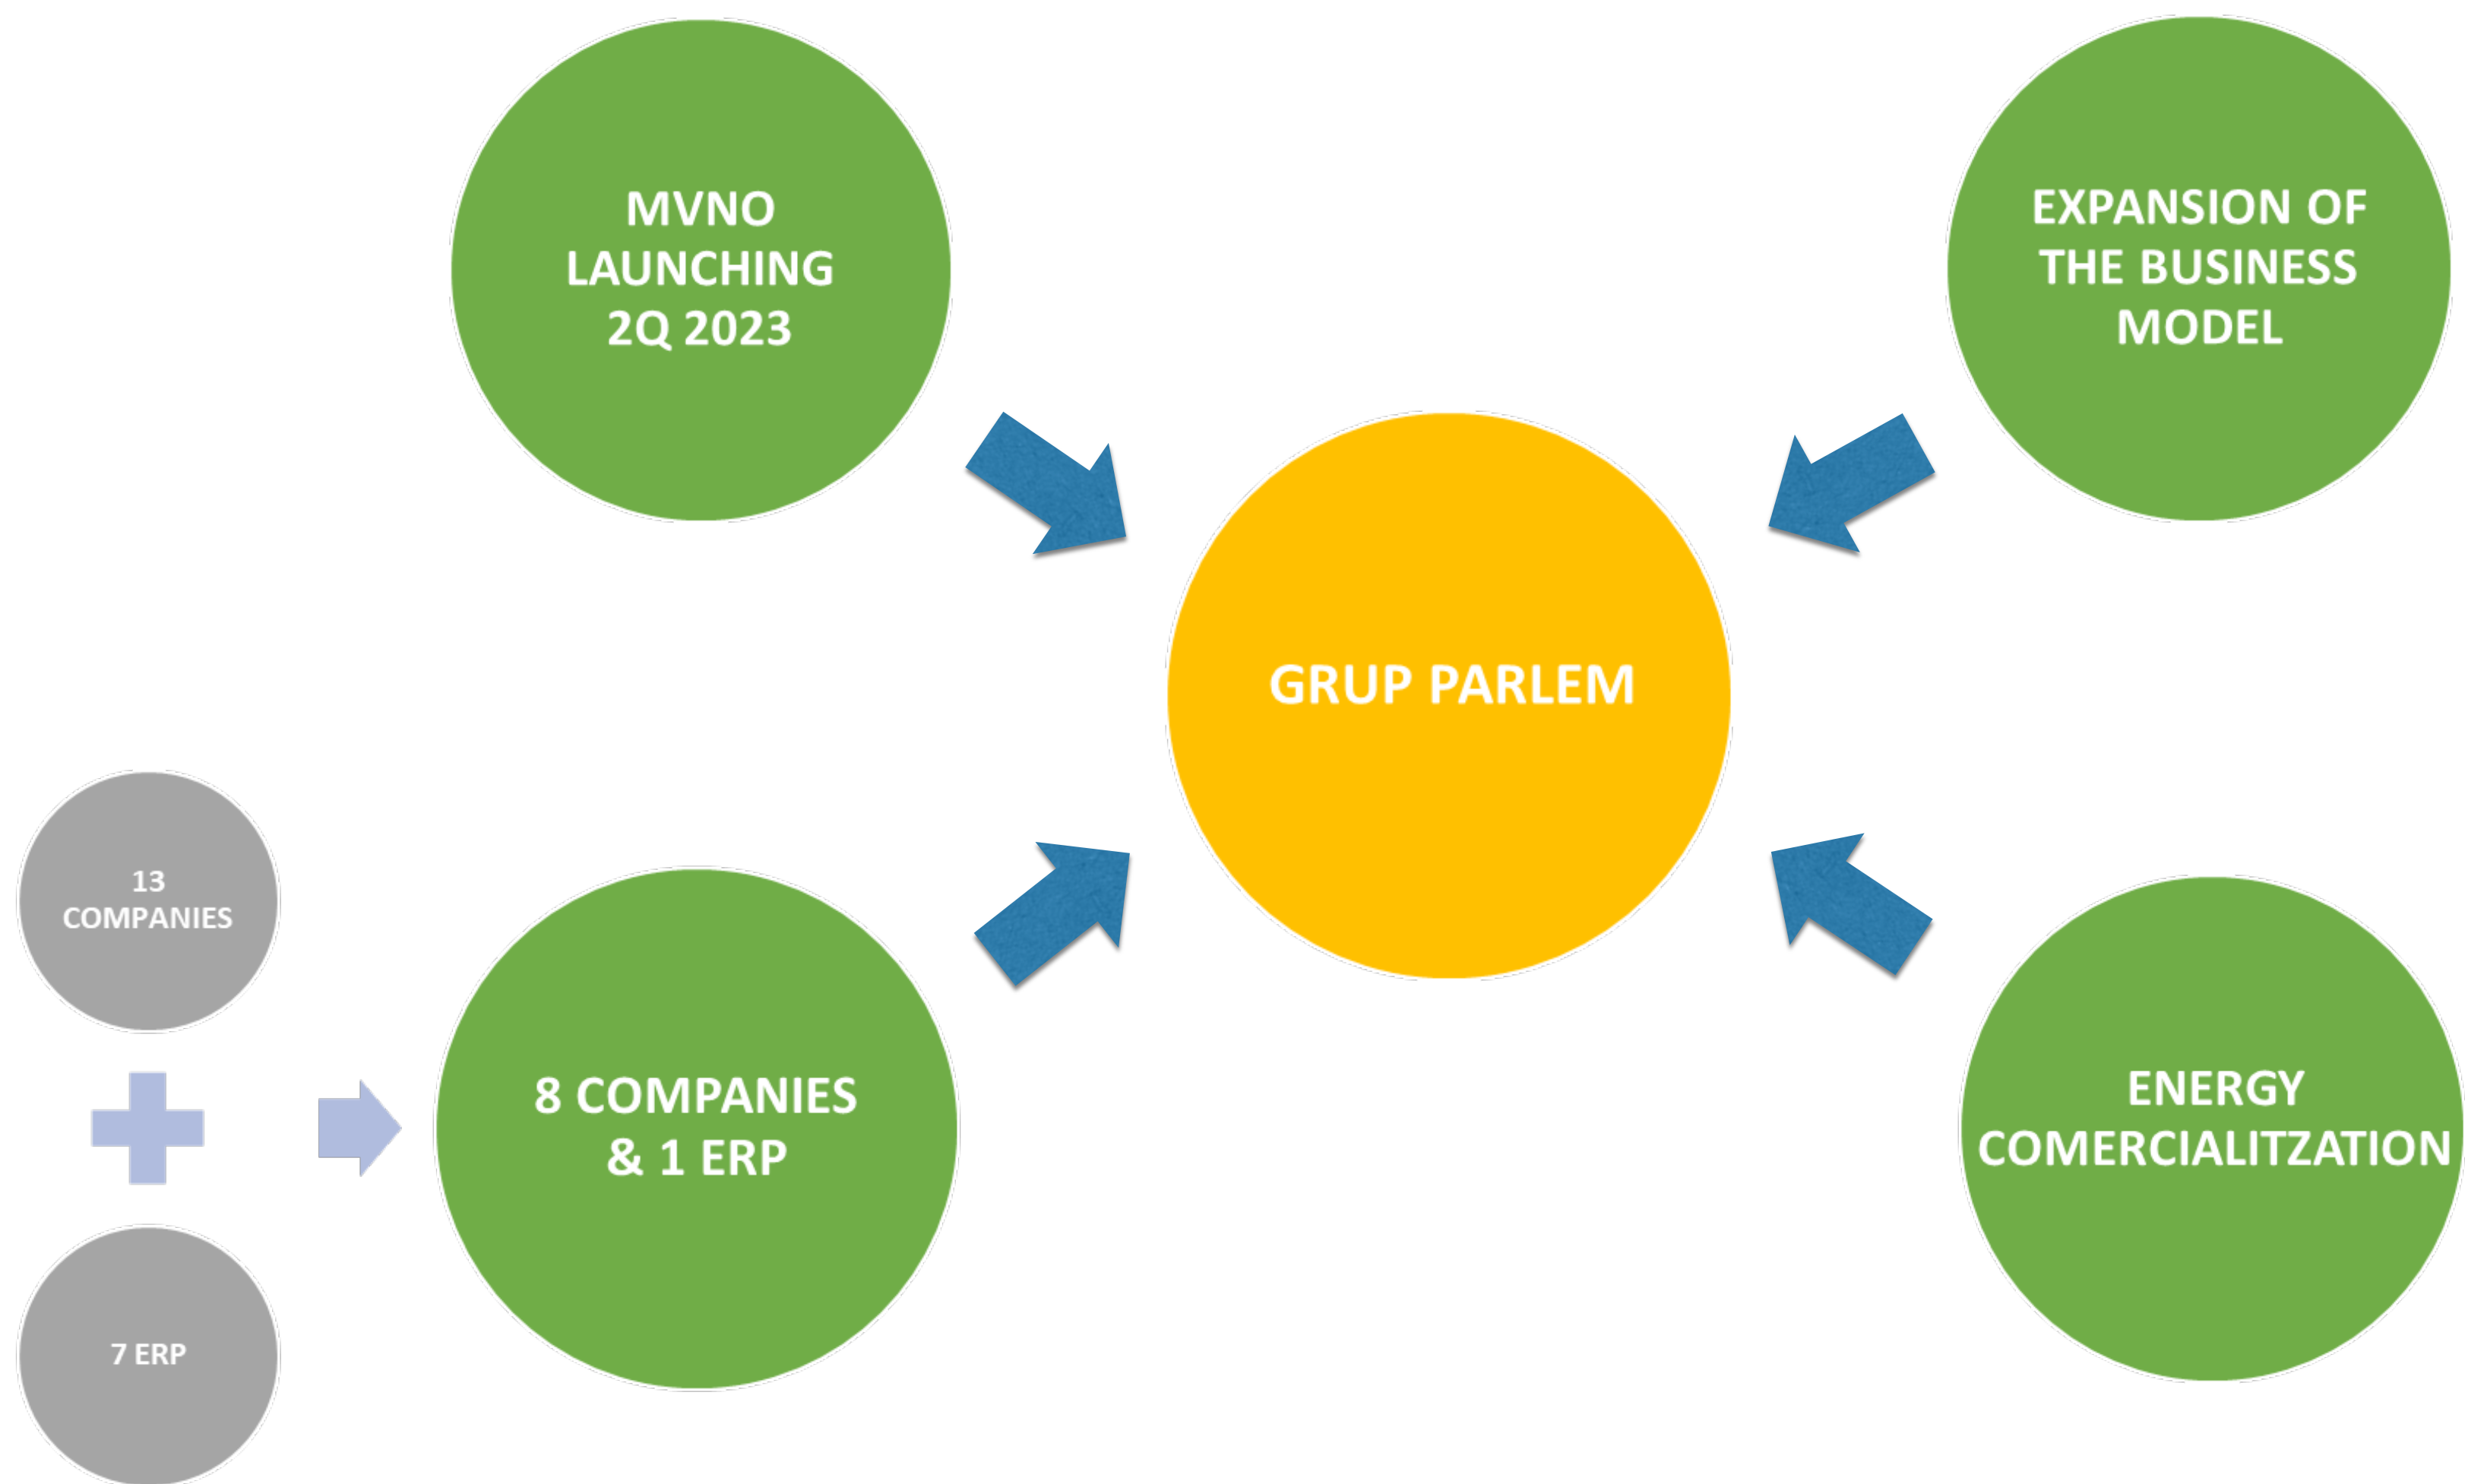 MVNO
LAUNCHING
2Q 2023
EXPANSION OF
THE BUSINESS
MODEL
GRUP PARLEM
13
COMPANIES
7 ERP
8 COMPANIES
& 1 ERP
ENERGY
COMERCIALITZATION